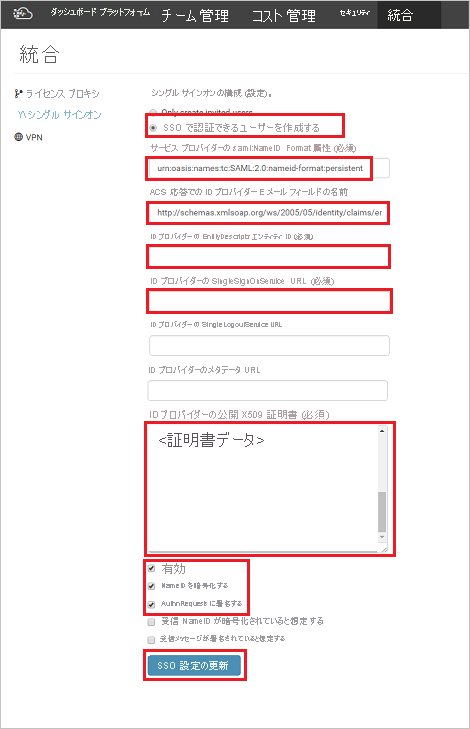 ダッシュボード プラットフォーム チーム 管理 コスト 管理 セキュリティ 統合
統合
ライセンス プロキシ
シングル サインオン
VPN
シングル サインオンの構成 (設定)。
Only create invited users
SSO で認証できるユーザーを作成する
サービス プロバイダーの saml:NameID Format 属性 (必須)
urn:oasis:names:tc:SAML:2.0:nameid-format:persistent
ACS 応答での ID プロバイダー E メール フィールドの名前
http://schemas.xmlsoap.org/ws/2005/05/identity/claims/er
ID プロバイダーの EntityDescriptr エンティティ ID (必須)
ID プロバイダーの SingleSignOnService URL (必須)
ID プロバイダーの SingleLogoutService URL
ID プロバイダーのメタデータ URL
ID プロバイダーの公開 X509 証明書 (必須)
<証明書データ>
有効
NameID を暗号化する
AuthnRequests に署名する
受信 NameID が暗号化されていると想定する
受信メッセージが署名されていると想定する
SSO 設定の更新